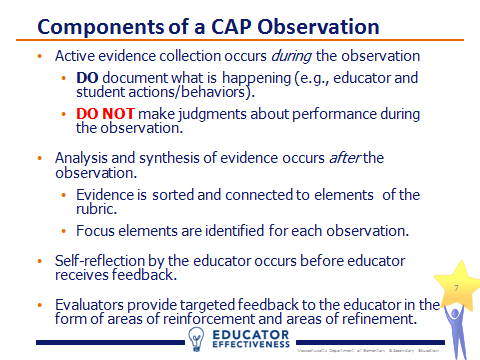 Components of a CAP Observation
• Active evidence collection occurs during the observation
• DO document what is happening (e.g., educator and
student actions/behaviors).
• DO NOT make judgments about performance during
the observation.
• Analysis and synthesis of evidence occurs after the
observation.
• Evidence is sorted and connected to elements of the
rubric.
• Focus elements are identified for each observation.
• Self-reflection by the educator occurs before educator
receives feedback.
• Evaluators provide targeted feedback to the educator in the
form of areas of reinforcement and areas of refinement.
7
EDUCATOR
EFFECTIVENESS
Massachusetts Department of Elementary & Secondary Education